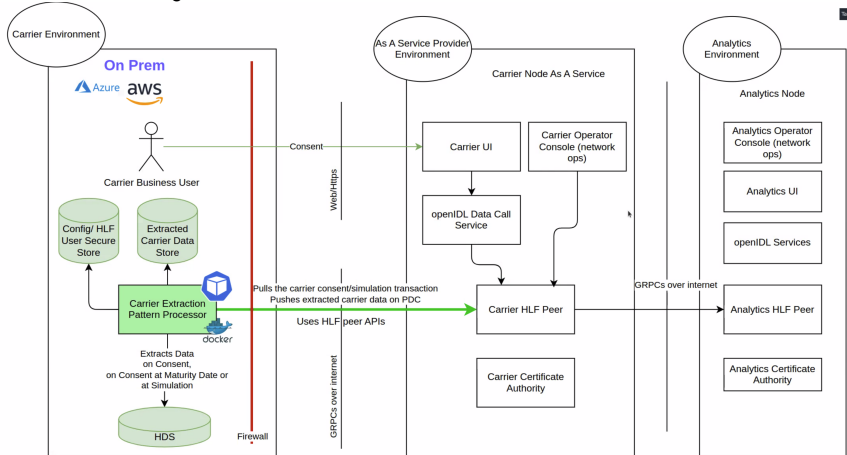 Carrier Environment
On Prem
Azure
aws
Carrier Business User
Config/ HLF
User Secure
Store
Extracted
Carrier Data
Store
Carrier Extraction
Pattern Processor
docker
Extracts Data
on Consent,
on Consent at Maturity Date or
at Simulation
HDS
Firewall
Consent
Web/Https
Pulls the carrier consent/simulation transaction
Pushes extracted carrier data on PDC
Uses HLF peer APIs
GRPCs over internet
As A Service Provider
Environment
Carrier Node As A Service
Carrier UI
Carrier Operator
Console (network
ops)
openIDL Data Call
Service
Carrier HLF Peer
Carrier Certificate
Authority
GRPCs over internet
Analytics
Environment
Analytics Node
Analytics Operator
Console (network
ops)
Analytics UI
openIDL Services
Analytics HLF Peer
Analytics Certificate
Authority